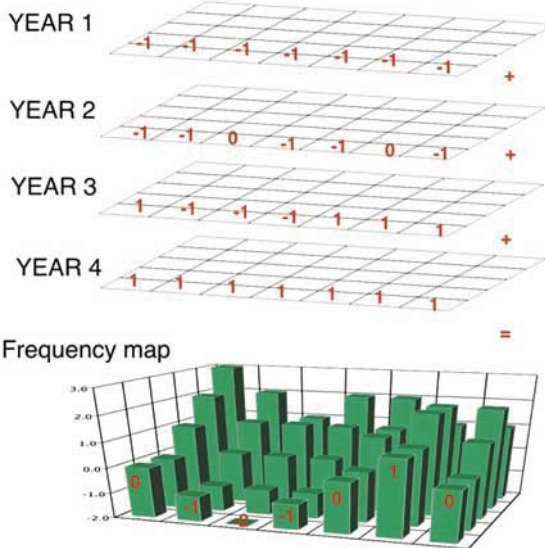 YEAR 1
-1 -1 -1 -1 -1 -1 -1
+
YEAR 2
-1 -1 0 -1 -1 0 -1
+
YEAR 3
1 -1 -1 -1 1 1 1
+
YEAR 4
1 1 1 1 1 1 1
=
Frequency map
3.0
2.0
1.0
0.0
-1.0
-2.0
0 -1 -1 0 1 0